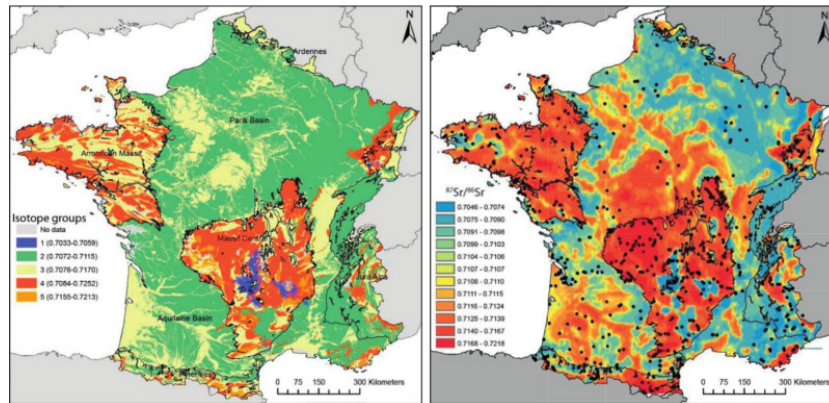 N
Ardennes
Paris Basin
Vosges
Armorican Massif
Isotope groups
No data
1 (0.7033-0.7059)
2 (0.7072-0.7115)
3 (0.7076-0.7170)
4 (0.7084-0.7252)
5 (0.7155-0.7213)
Massif Central
Jura Alps
Aquitaine Basin
Pyrenees
0 75 150 300 Kilometers
N
⁸⁷Sr/⁸⁶Sr
0.7046 - 0.7074
0.7075 - 0.7090
0.7091 - 0.7098
0.7099 - 0.7103
0.7104 - 0.7106
0.7107 - 0.7107
0.7108 - 0.7110
0.7111 - 0.7115
0.7116 - 0.7124
0.7125 - 0.7139
0.7140 - 0.7167
0.7168 - 0.7218
0 75 150 300 Kilometers